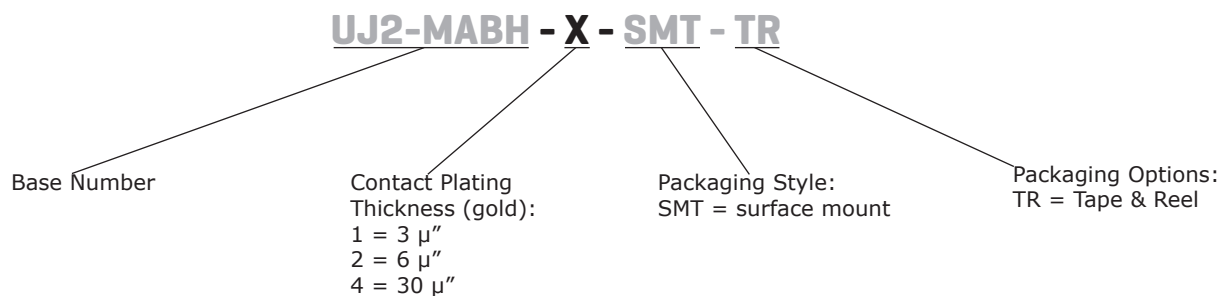 UJ2-MABH - X - SMT - TR
Base Number
Contact Plating
Thickness (gold):
1 = 3 µ"
2 = 6 µ"
4 = 30 µ"
Packaging Style:
SMT = surface mount
Packaging Options:
TR = Tape & Reel